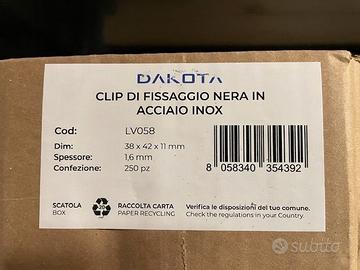 DAKOTA
CLIP DI FISSAGGIO NERA IN
ACCIAIO INOX
Cod: LV058
Dim: 38 x 42 x 11 mm
Spessore: 1,6 mm
Confezione: 250 pz
8 058340 354392
SCATOLA
BOX
20
RACCOLTA CARTA
PAPER RECYCLING
Verifica le disposizioni del tuo comune.
Check the regulations in your Country.
subito